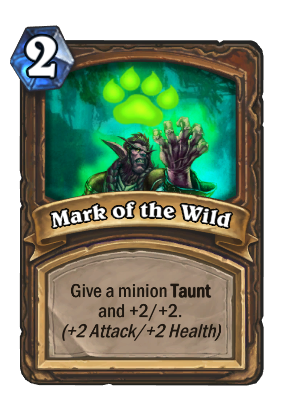 2
Mark of the Wild
Give a minion Taunt
and +2/+2.
(+2 Attack/+2 Health)